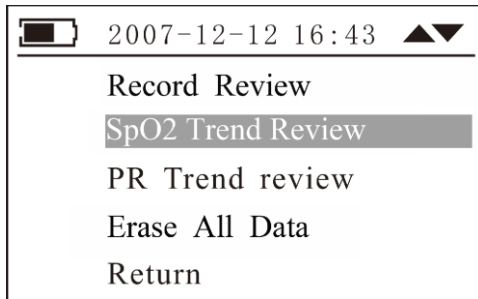 2007-12-12 16:43
Record Review
SpO2 Trend Review
PR Trend review
Erase All Data
Return